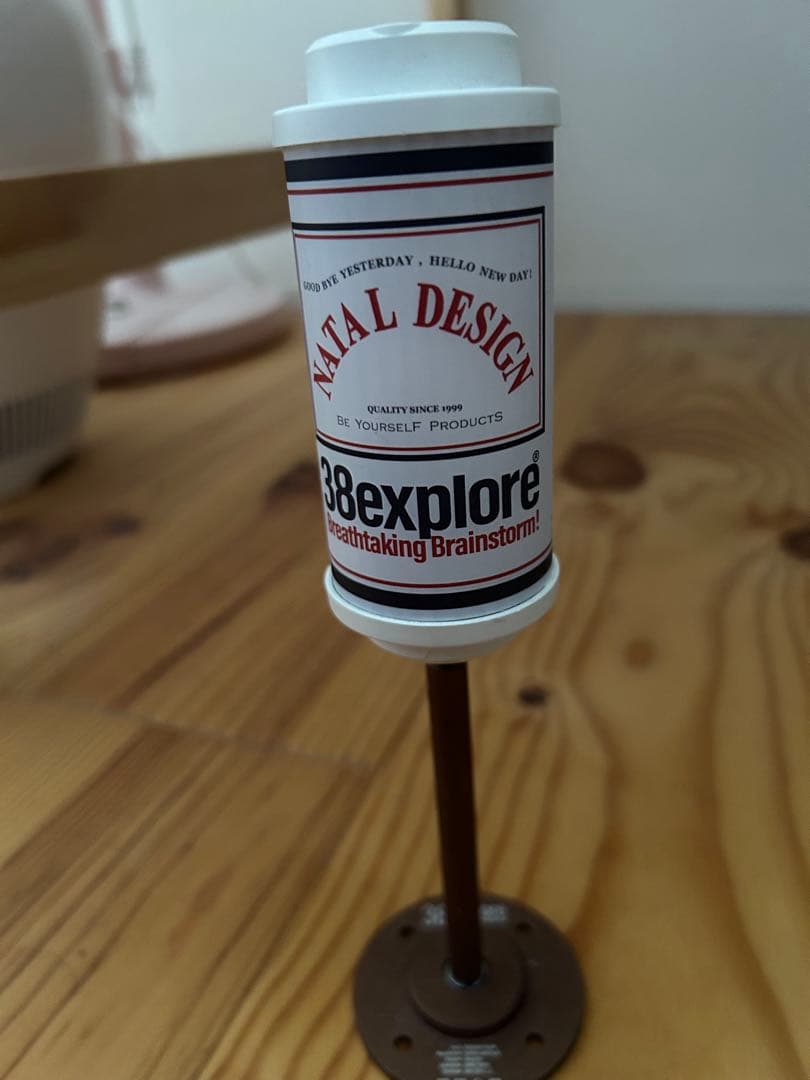 GOOD BYE YESTERDAY , HELLO NEW DAY!
NATAL DESIGN
QUALITY SINCE 1999
BE YOURSELF PRODUCTS
38explore®
Breathtaking Brainstorm!